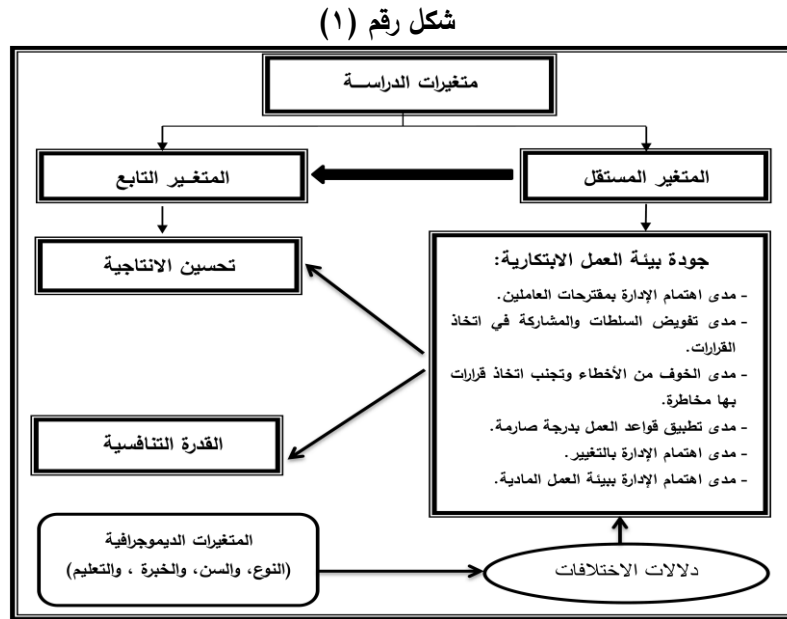 شكل رقم (١)
متغيرات الدراســة
المتغير المستقل
المتغـير التابع
جودة بيئة العمل الابتكارية:
- مدى اهتمام الإدارة بمقترحات العاملين.
- مدى تفويض السلطات والمشاركة في اتخاذ
القرارات.
- مدى الخوف من الأخطاء وتجنب اتخاذ قرارات
بها مخاطرة.
- مدى تطبيق قواعد العمل بدرجة صارمة.
- مدى اهتمام الإدارة بالتغيير.
- مدى اهتمام الإدارة ببيئة العمل المادية.
تحسين الانتاجية
القدرة التنافسية
دلالات الاختلافات
المتغيرات الديموجرافية
(النوع، والسن، والخبرة ، والتعليم)